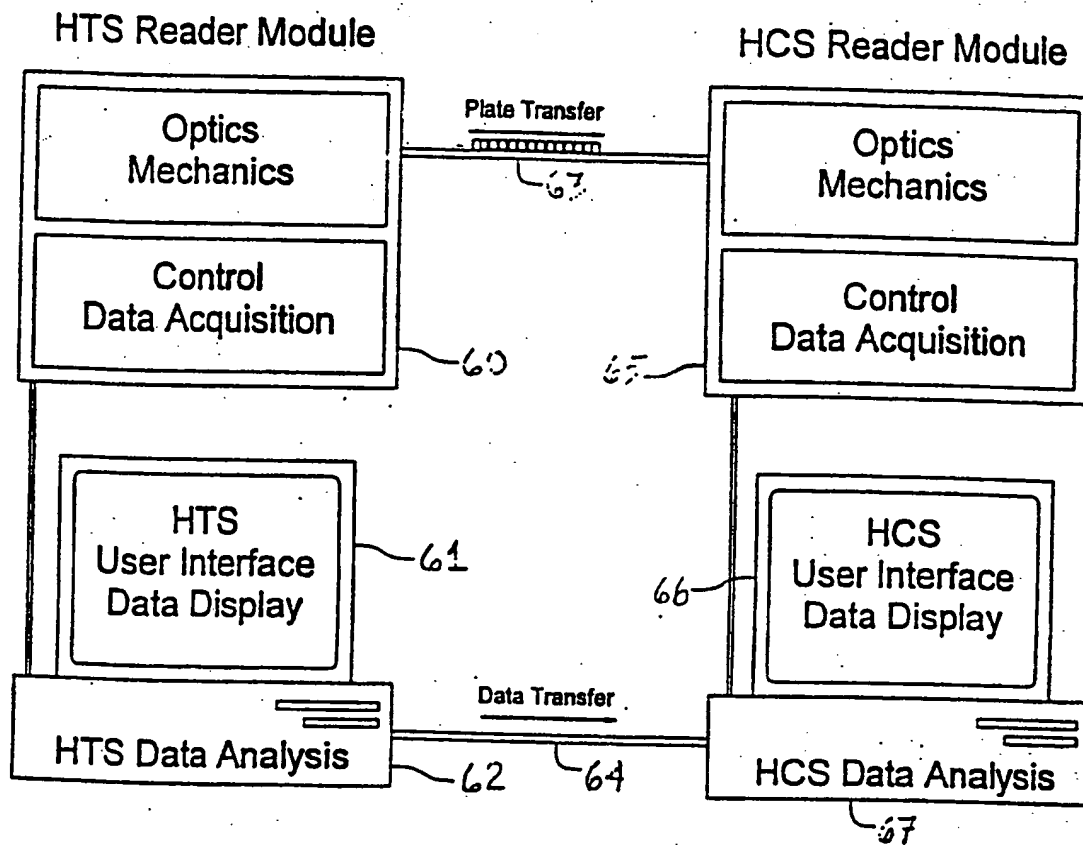 HTS Reader Module
HCS Reader Module
Optics
Mechanics
Control
Data Acquisition
Plate Transfer
Optics
Mechanics
Control
Data Acquisition
60
65
HTS
User Interface
Data Display
61
HCS
User Interface
Data Display
66
Data Transfer
HTS Data Analysis
62
64
HCS Data Analysis
67